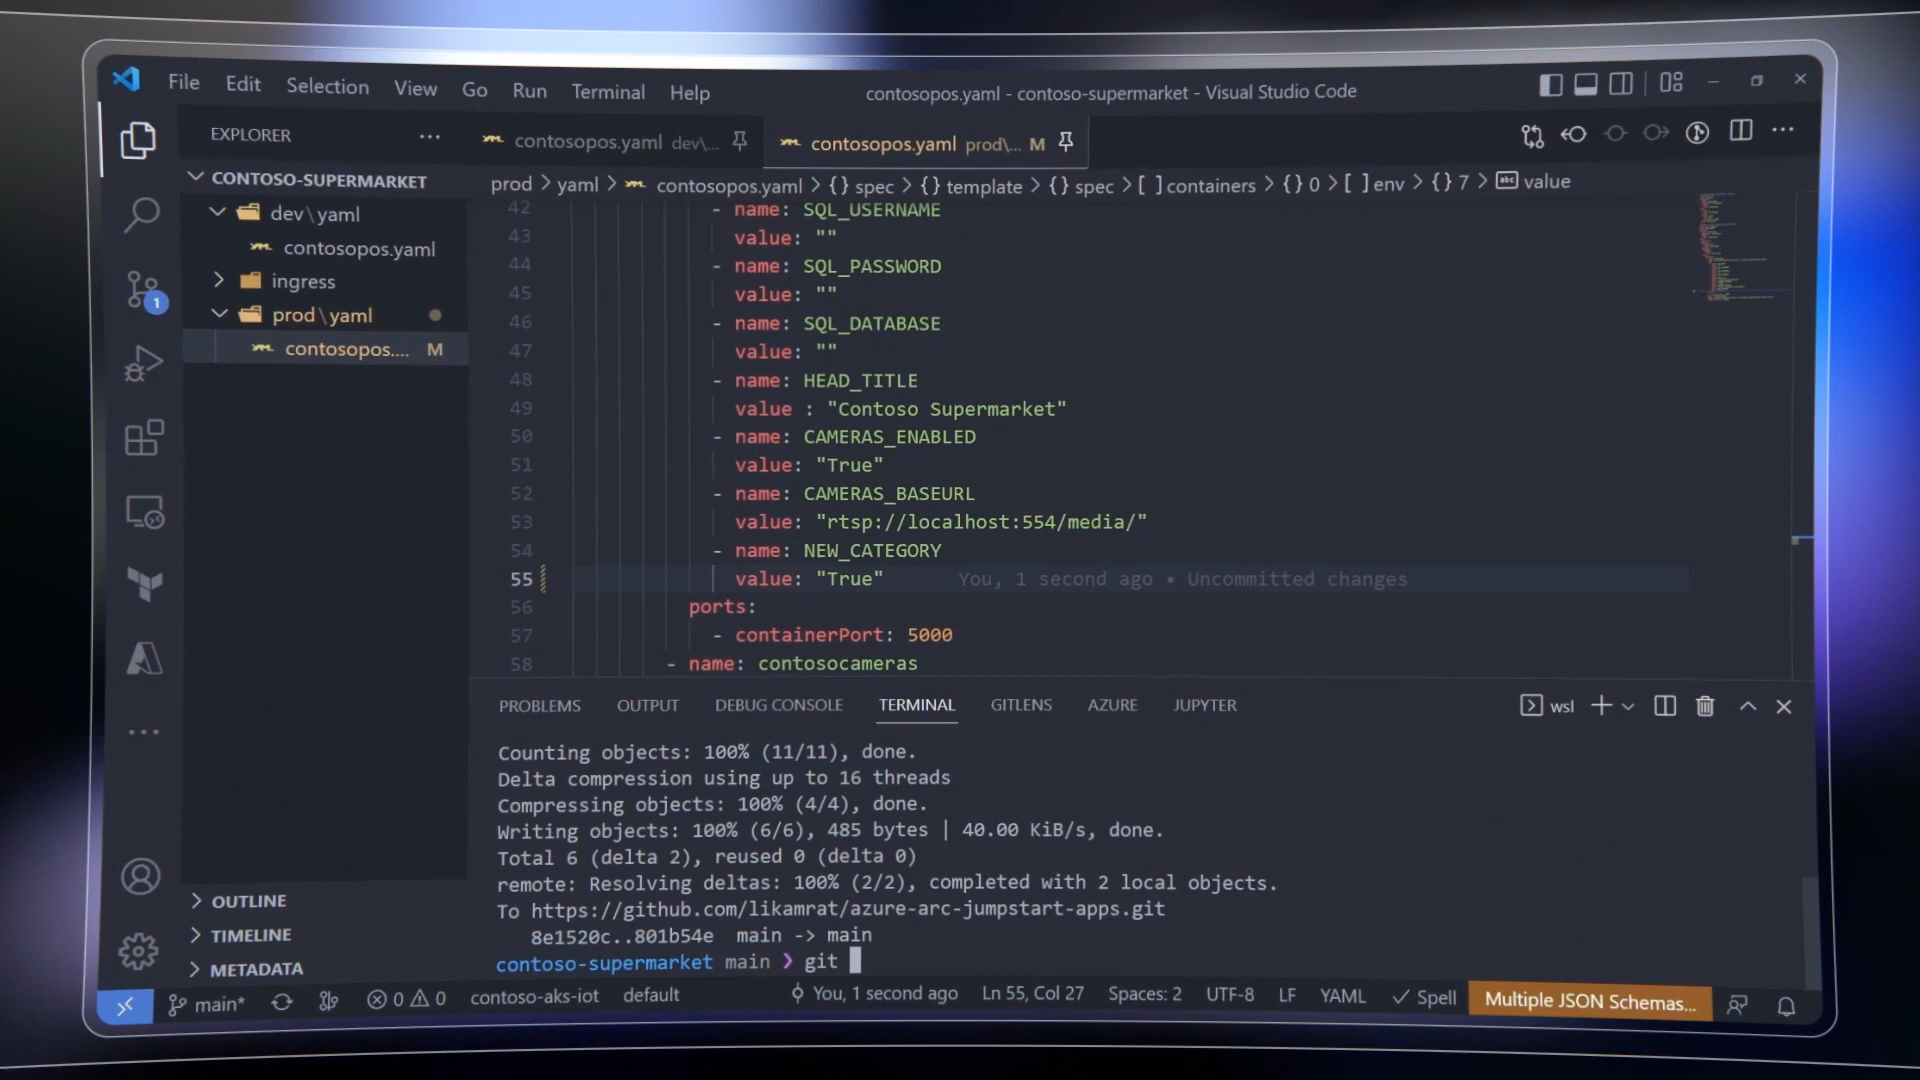 File Edit Selection View Go Run Terminal Help
contosopos.yaml - contoso-supermarket - Visual Studio Code
EXPLORER
contosopos.yaml dev\...
contosopos.yaml prod\... M
CONTOSO-SUPERMARKET
dev\yaml
contosopos.yaml
ingress
prod\yaml
contosopos.... M
1
OUTLINE
TIMELINE
METADATA
prod > yaml > contosopos.yaml > {} spec > {} template > {} spec > [ ] containers > {} 0 > [ ] env > {} 7 > abc value
42 - name: SQL_USERNAME
43 value: ""
44 - name: SQL_PASSWORD
45 value: ""
46 - name: SQL_DATABASE
47 value: ""
48 - name: HEAD_TITLE
49 value : "Contoso Supermarket"
50 - name: CAMERAS_ENABLED
51 value: "True"
52 - name: CAMERAS_BASEURL
53 value: "rtsp://localhost:554/media/"
54 - name: NEW_CATEGORY
55 value: "True" You, 1 second ago • Uncommitted changes
56 ports:
57 - containerPort: 5000
58 - name: contosocameras
PROBLEMS OUTPUT DEBUG CONSOLE TERMINAL GITLENS AZURE JUPYTER
wsl
Counting objects: 100% (11/11), done.
Delta compression using up to 16 threads
Compressing objects: 100% (4/4), done.
Writing objects: 100% (6/6), 485 bytes | 40.00 KiB/s, done.
Total 6 (delta 2), reused 0 (delta 0)
remote: Resolving deltas: 100% (2/2), completed with 2 local objects.
To https://github.com/likamrat/azure-arc-jumpstart-apps.git
8e1520c..801b54e main -> main
contoso-supermarket main ❯ git
main* 0 0 contoso-aks-iot default You, 1 second ago Ln 55, Col 27 Spaces: 2 UTF-8 LF YAML ✓ Spell Multiple JSON Schemas...